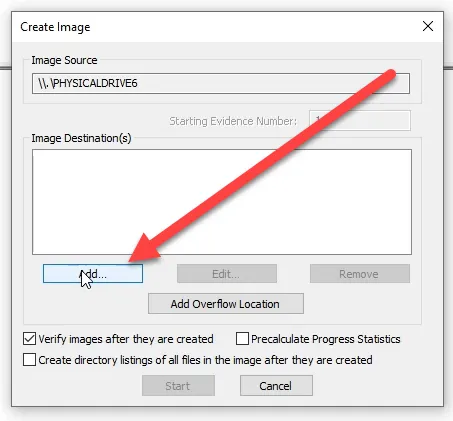 Create Image
Image Source
\\.\PHYSICALDRIVE6
Starting Evidence Number:
Image Destination(s)
Add...
Edit...
Remove
Add Overflow Location
Verify images after they are created
Precalculate Progress Statistics
Create directory listings of all files in the image after they are created
Start
Cancel